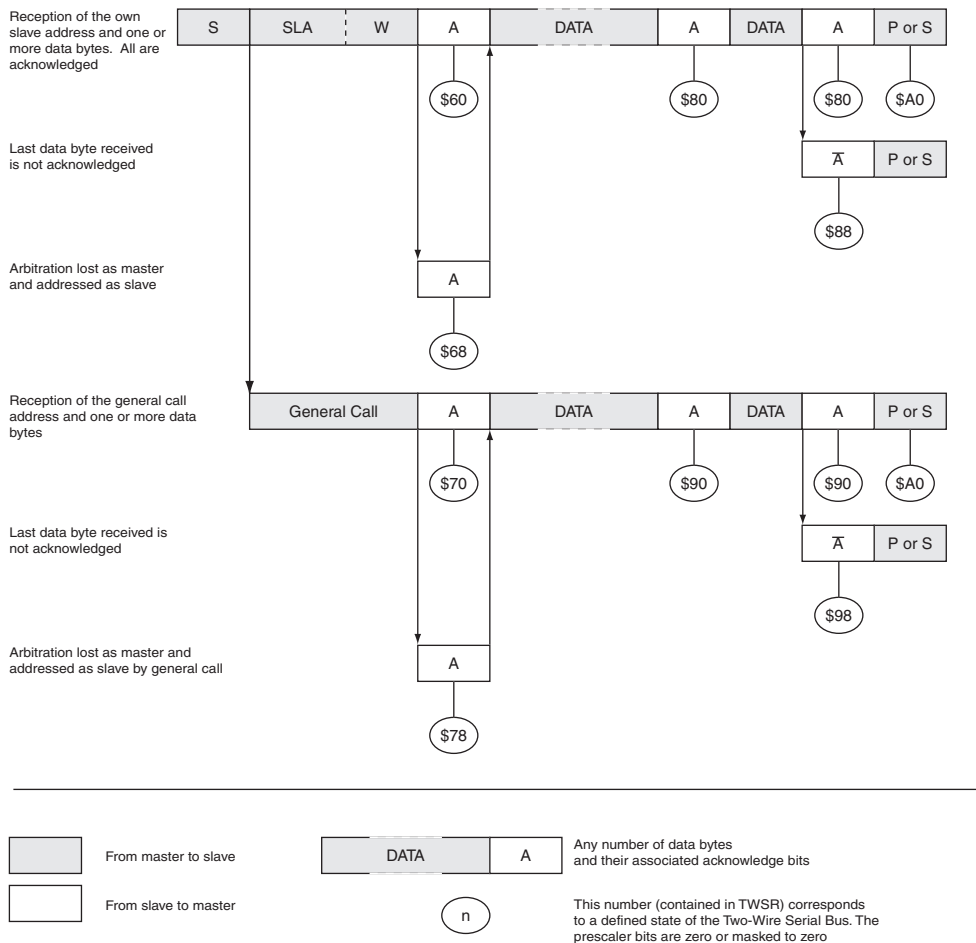 Reception of the own
slave address and one or
more data bytes. All are
acknowledged
S SLA W A DATA A DATA A P or S
$60 $80 $80 $A0
Last data byte received
is not acknowledged
A̅ P or S
$88
Arbitration lost as master
and addressed as slave
A
$68
Reception of the general call
address and one or more data
bytes
General Call A DATA A DATA A P or S
$70 $90 $90 $A0
Last data byte received is
not acknowledged
A̅ P or S
$98
Arbitration lost as master and
addressed as slave by general call
A
$78
From master to slave
DATA A
Any number of data bytes
and their associated acknowledge bits
From slave to master
n
This number (contained in TWSR) corresponds
to a defined state of the Two-Wire Serial Bus. The
prescaler bits are zero or masked to zero